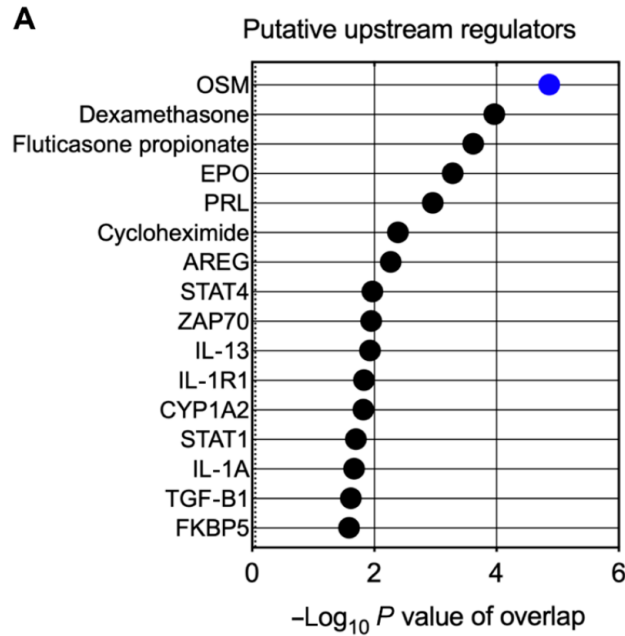 A
Putative upstream regulators
OSM
Dexamethasone
Fluticasone propionate
EPO
PRL
Cycloheximide
AREG
STAT4
ZAP70
IL-13
IL-1R1
CYP1A2
STAT1
IL-1A
TGF-B1
FKBP5
0 2 4 6
–Log₁₀ P value of overlap